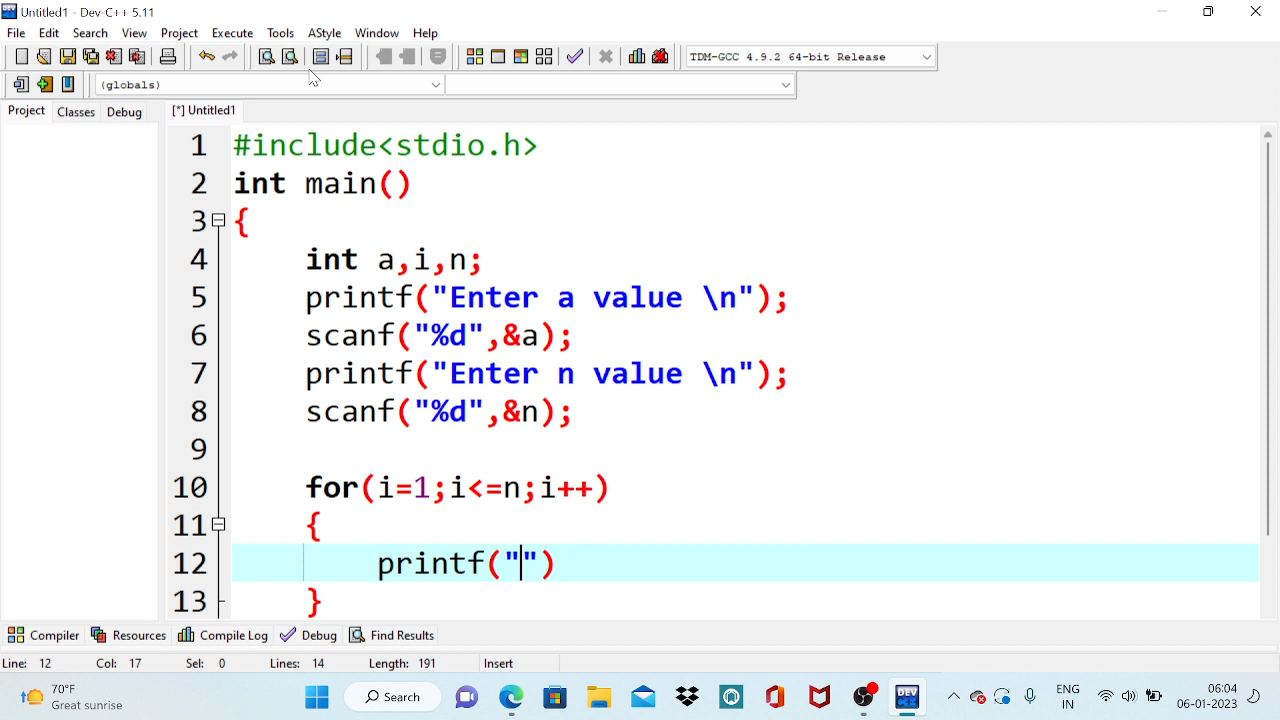 Untitled1 - Dev-C++ 5.11
File Edit Search View Project Execute Tools AStyle Window Help
TDM-GCC 4.9.2 64-bit Release
(globals)
Project Classes Debug [*] Untitled1
1 #include<stdio.h>
2 int main()
3 {
4 int a,i,n;
5 printf("Enter a value \n");
6 scanf("%d",&a);
7 printf("Enter n value \n");
8 scanf("%d",&n);
9
10 for(i=1;i<=n;i++)
11 {
12 printf("")
13 }
Compiler Resources Compile Log Debug Find Results
Line: 12 Col: 17 Sel: 0 Lines: 14 Length: 191 Insert
70°F
Great sunrise
Search
DEV
ENG
IN
06:04
06-01-2023